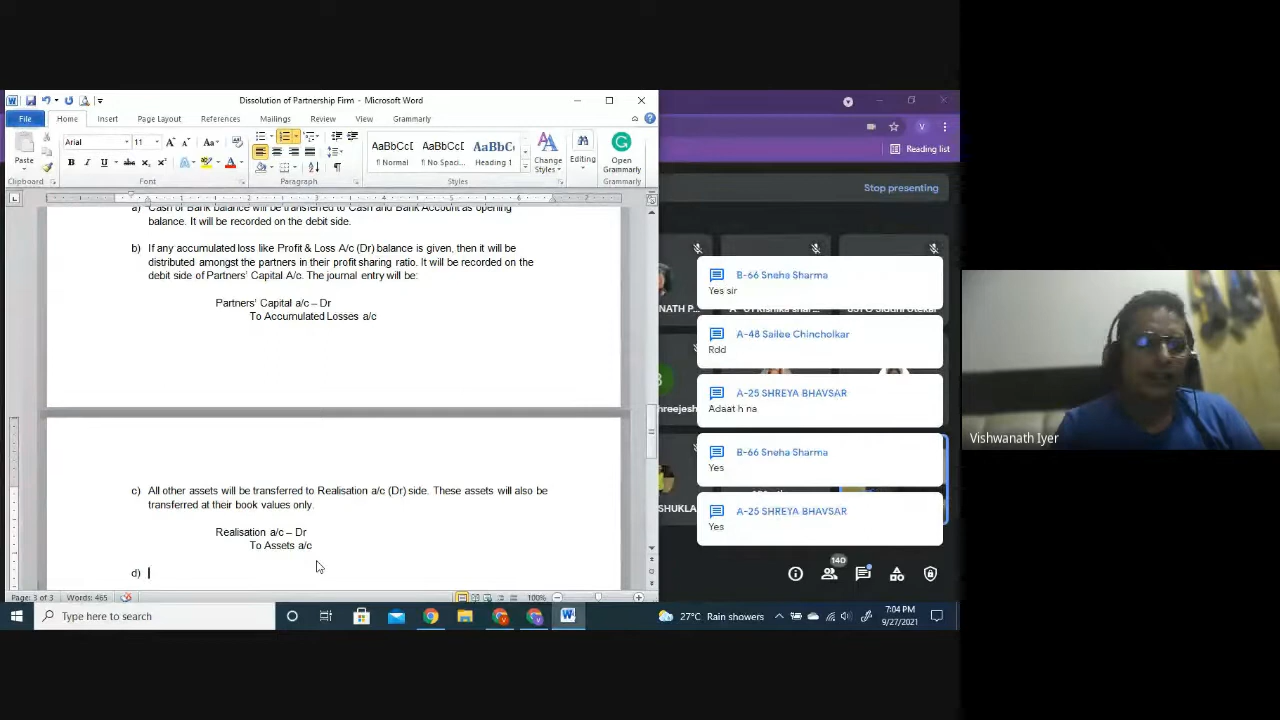 Dissolution of Partnership Firm - Microsoft Word
File Home Insert Page Layout References Mailings Review View Grammarly
Reading list
Paste
Arial 11
AaBbCcI AaBbCcI AaBbCc
¶ Normal ¶ No Spaci... Heading 1
Change Styles
Editing
Open Grammarly
Clipboard Font Paragraph Styles Grammarly
Stop presenting
a) Cash or Bank balance will be transferred to Cash and Bank Account as opening
balance. It will be recorded on the debit side.
b) If any accumulated loss like Profit & Loss A/c (Dr) balance is given, then it will be
distributed amongst the partners in their profit sharing ratio. It will be recorded on the
debit side of Partners' Capital A/c. The journal entry will be:
Partners' Capital a/c – Dr
To Accumulated Losses a/c
c) All other assets will be transferred to Realisation a/c (Dr) side. These assets will also be
transferred at their book values only.
Realisation a/c – Dr
To Assets a/c
d)
Page: 3 of 3 Words: 465 100%
B-66 Sneha Sharma
Yes sir
A-48 Sailee Chincholkar
Rdd
A-25 SHREYA BHAVSAR
Adaat h na
B-66 Sneha Sharma
Yes
A-25 SHREYA BHAVSAR
Yes
140
Vishwanath Iyer
Type here to search
27°C Rain showers
7:04 PM
9/27/2021